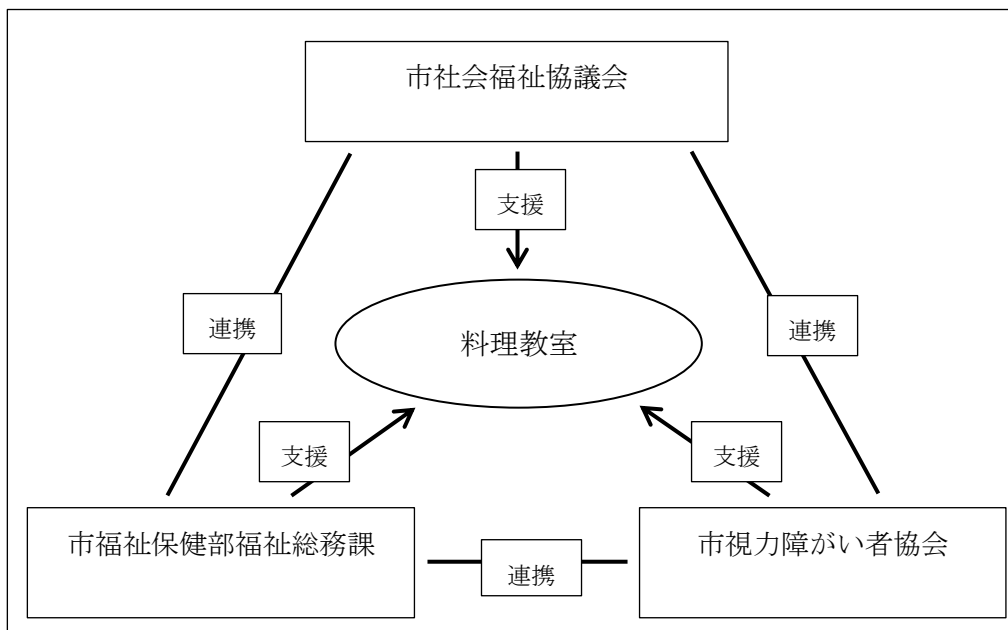 市社会福祉協議会
支援
連携
連携
料理教室
支援
支援
市福祉保健部福祉総務課
連携
市視力障がい者協会